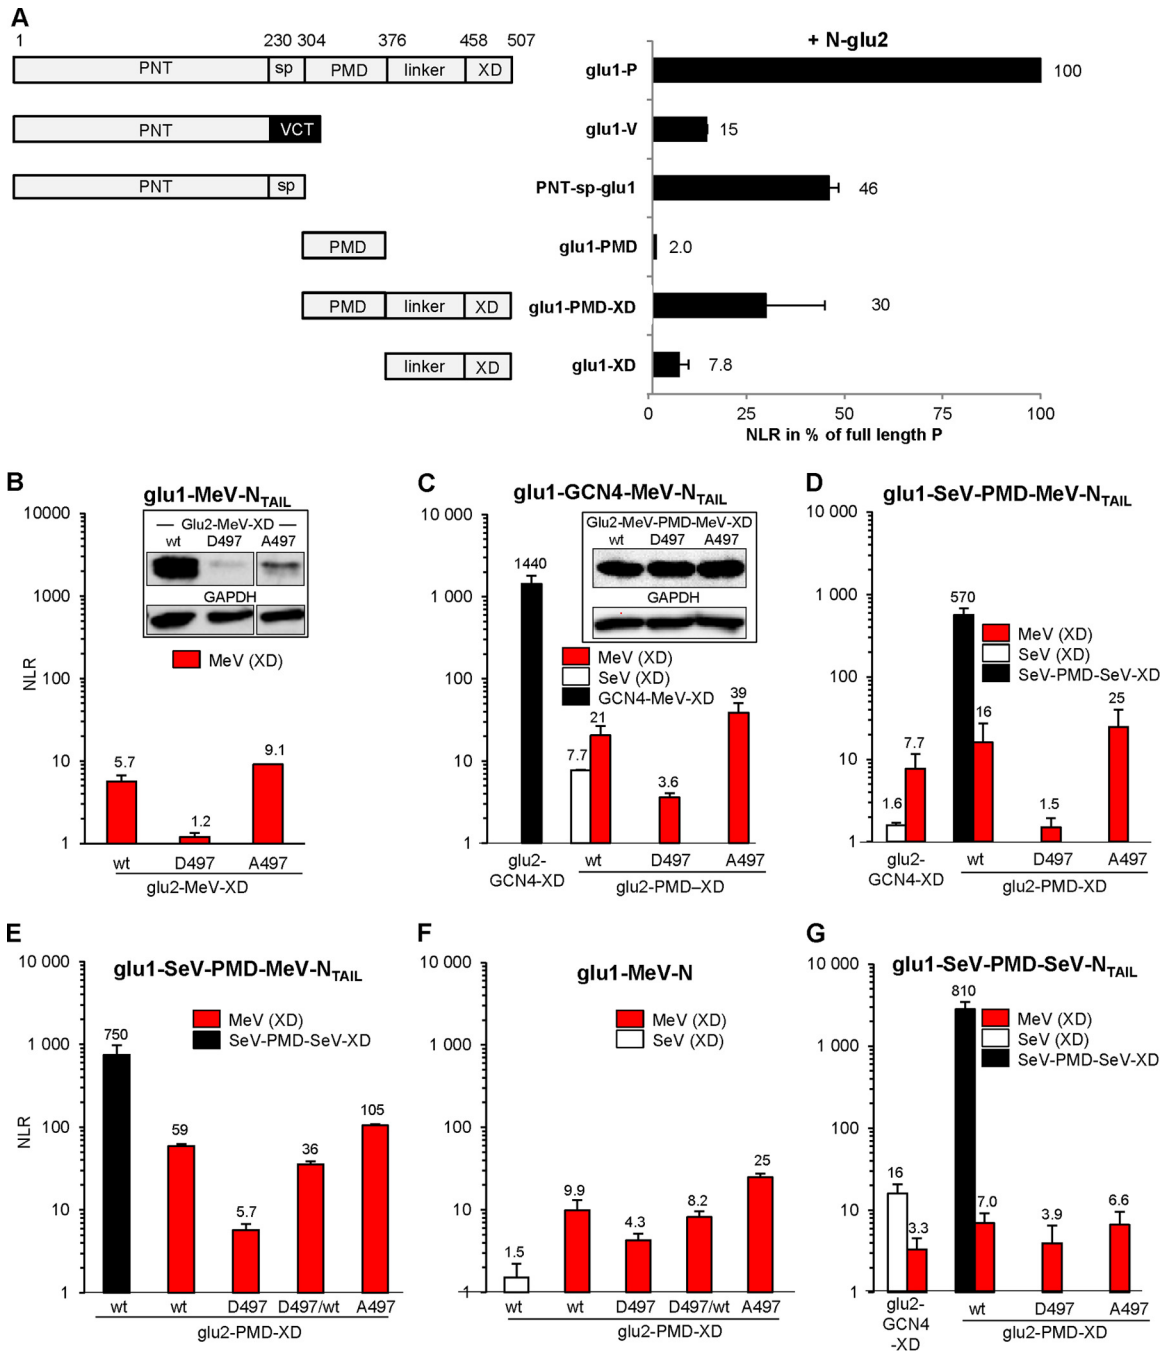 A
1 230 304 376 458 507
PNT sp PMD linker XD
PNT VCT
PNT sp
PMD
PMD linker XD
linker XD
+ N-glu2
glu1-P 100
glu1-V 15
PNT-sp-glu1 46
glu1-PMD 2.0
glu1-PMD-XD 30
glu1-XD 7.8
0 25 50 75 100
NLR in % of full length P
B
glu1-MeV-NTAIL
Glu2-MeV-XD
wt D497 A497
GAPDH
MeV (XD)
NLR
10000
1000
100
10
1
5.7
1.2
9.1
wt D497 A497
glu2-MeV-XD
C
glu1-GCN4-MeV-NTAIL
Glu2-MeV-PMD-MeV-XD
wt D497 A497
GAPDH
MeV (XD)
SeV (XD)
GCN4-MeV-XD
10 000
1 000
100
10
1
1440
7.7
21
3.6
39
glu2-
GCN4-XD
wt D497 A497
glu2-PMD–XD
D
glu1-SeV-PMD-MeV-NTAIL
MeV (XD)
SeV (XD)
SeV-PMD-SeV-XD
10 000
1 000
100
10
1
1.6
7.7
570
16
1.5
25
glu2-
GCN4-XD
wt D497 A497
glu2-PMD-XD
E
glu1-SeV-PMD-MeV-NTAIL
MeV (XD)
SeV-PMD-SeV-XD
NLR
10 000
1 000
100
10
1
750
59
5.7
36
105
wt wt D497 D497/wt A497
glu2-PMD-XD
F
glu1-MeV-N
MeV (XD)
SeV (XD)
10 000
1 000
100
10
1
1.5
9.9
4.3
8.2
25
wt wt D497 D497/wt A497
glu2-PMD-XD
G
glu1-SeV-PMD-SeV-NTAIL
MeV (XD)
SeV (XD)
SeV-PMD-SeV-XD
10 000
1 000
100
10
1
16
3.3
810
7.0
3.9
6.6
glu2-
GCN4
-XD
wt D497 A497
glu2-PMD-XD